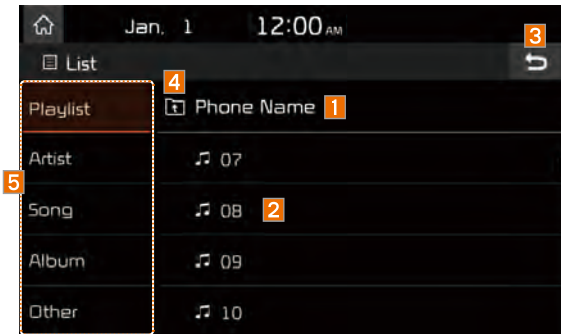 Jan. 1 12:00 AM
3
List
4
Playlist Phone Name 1
Artist 07
5
Song 08 2
Album 09
Other 10